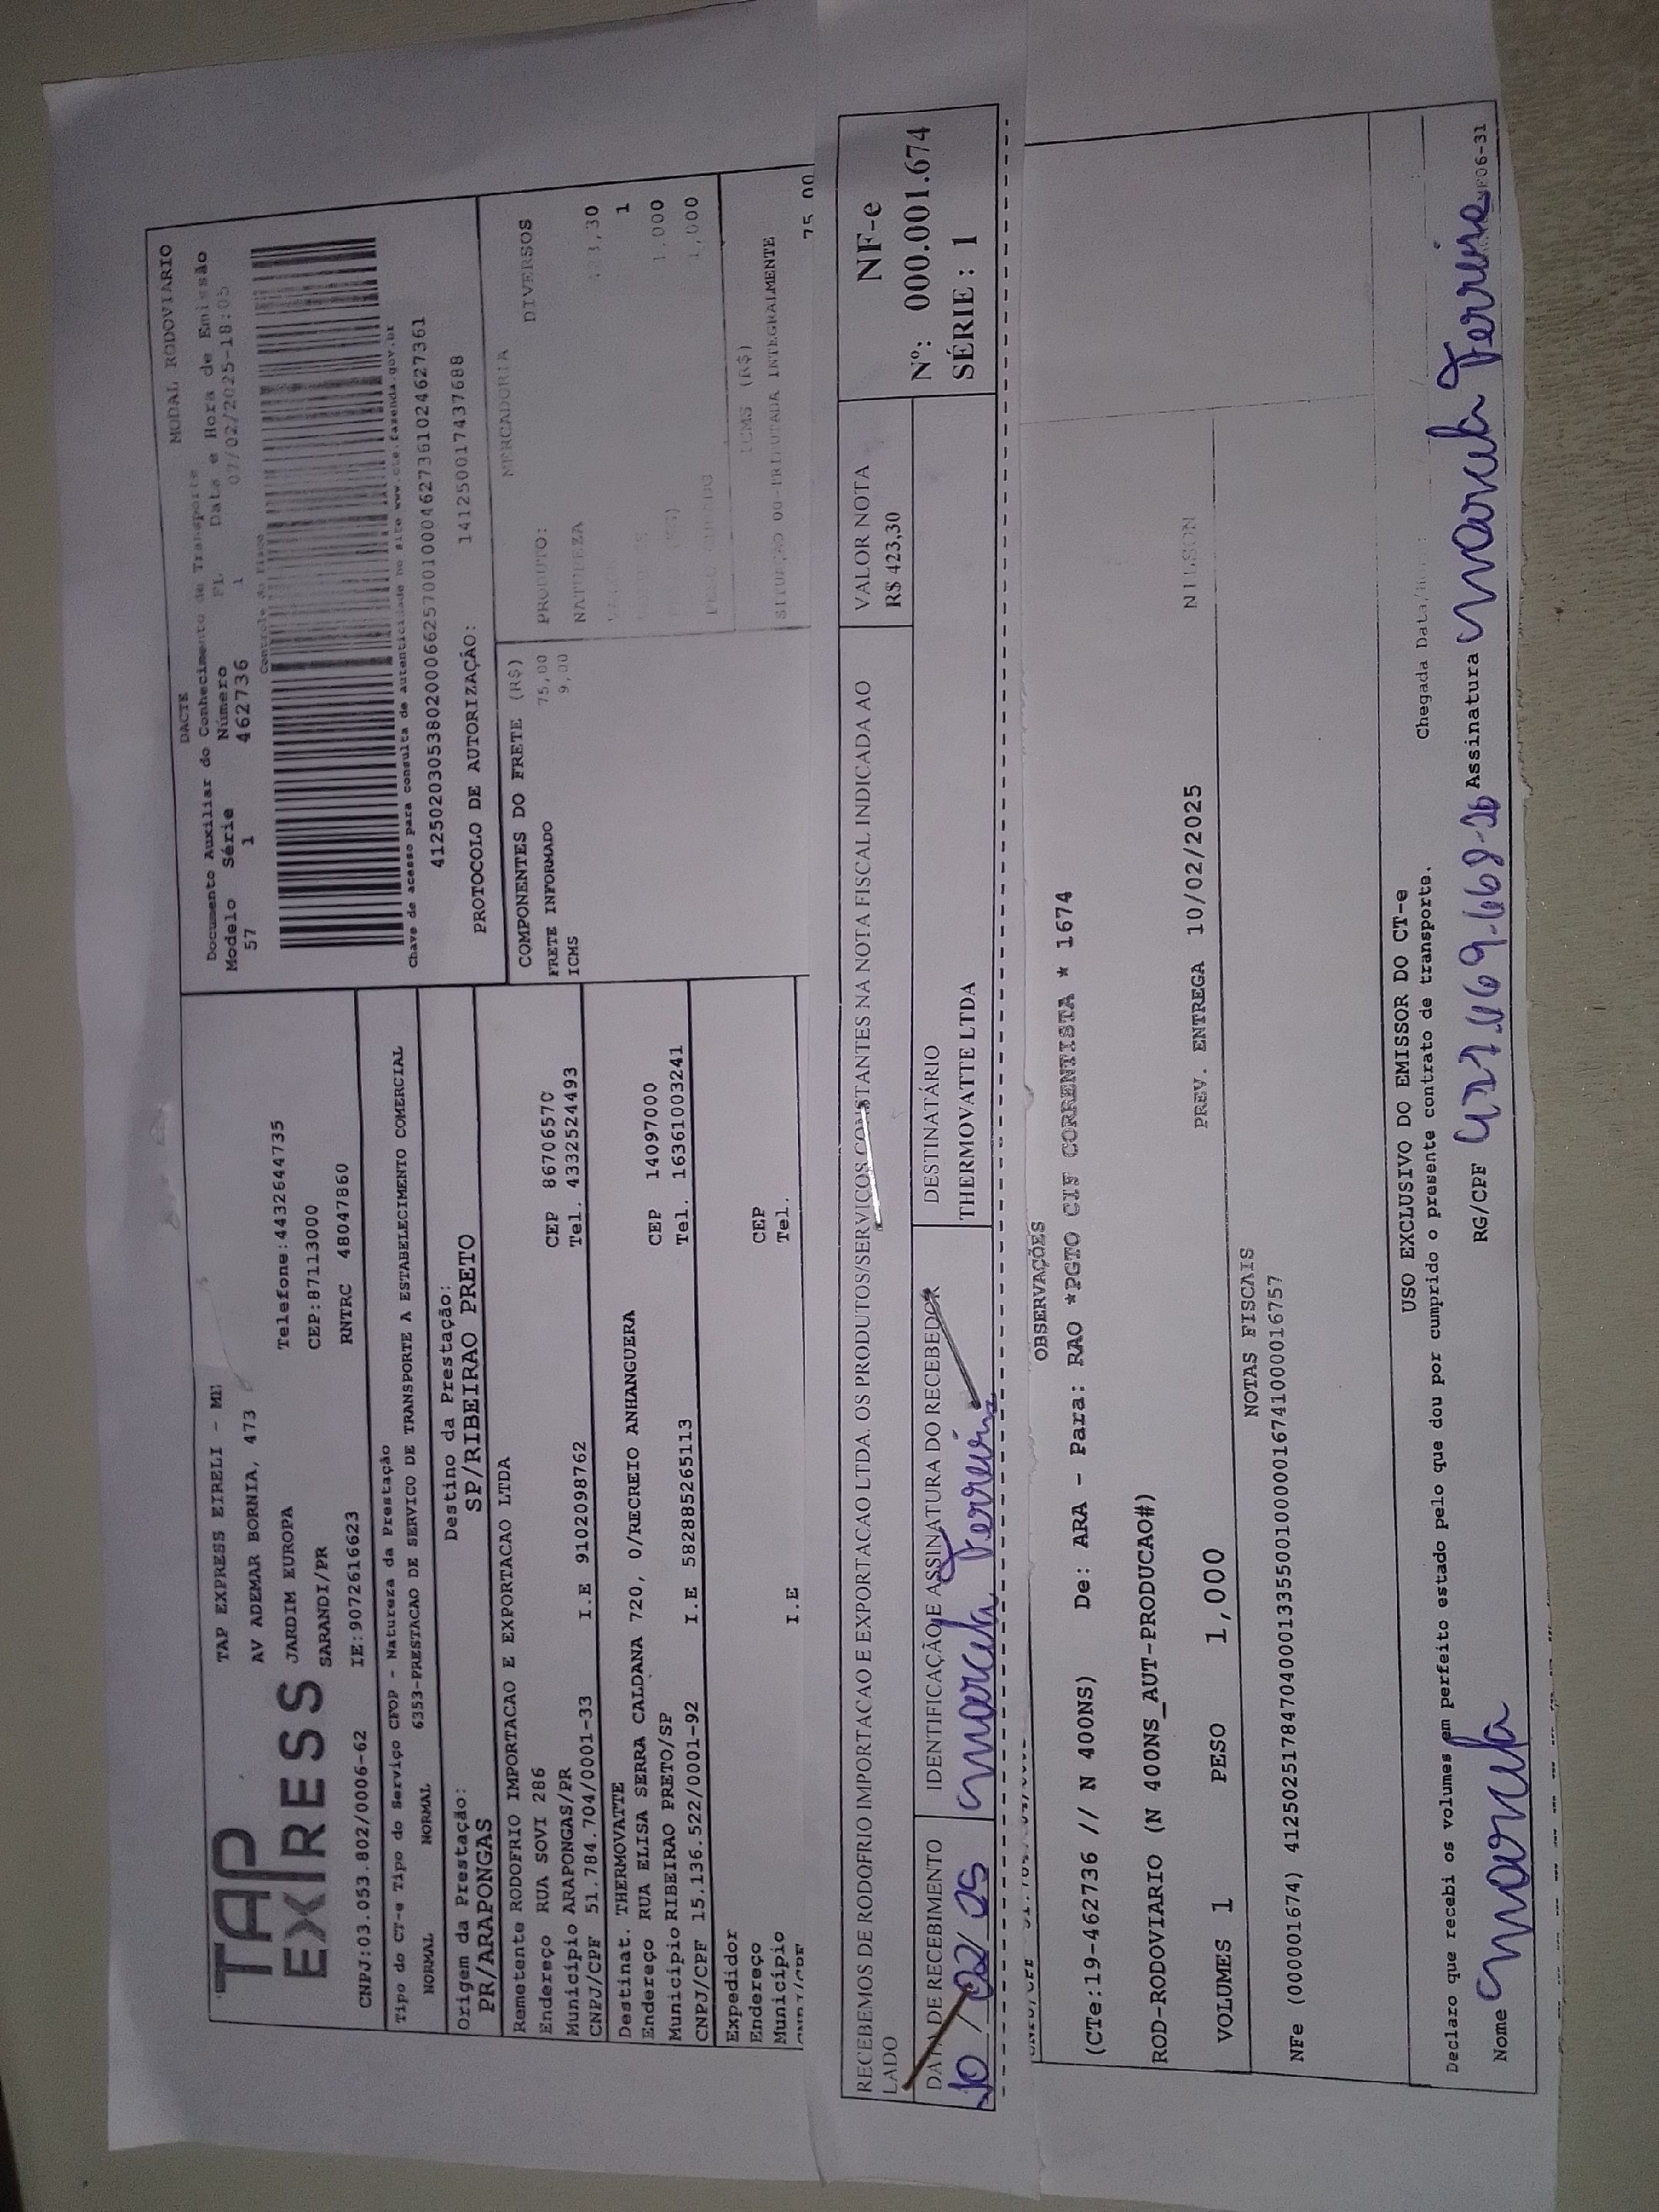 TAP
EXPRESS
TAP EXPRESS EIRELI - ME
AV ADEMAR BORNIA, 473
JARDIM EUROPA Telefone:4432644735
SARANDI/PR CEP:87113000
CNPJ:03.053.802/0006-62 IE:9072616623 RNTRC 48047860
DACTE MODAL RODOVIARIO
Documento Auxiliar do Conhecimento de Transporte
Modelo Série Número FL Data e Hora de Emissão
57 1 462736 1 07/02/2025-18:05
Controle do Fisco
Chave de acesso para consulta de autenticidade no site www.cte.fazenda.gov.br
41250203053802000662570010004627361024627361
PROTOCOLO DE AUTORIZAÇÃO: 141250017437688
Tipo do CT-e Tipo do Serviço CFOP - Natureza da Prestação
NORMAL NORMAL 6353-PRESTACAO DE SERVICO DE TRANSPORTE A ESTABELECIMENTO COMERCIAL
Origem da Prestação: Destino da Prestação:
PR/ARAPONGAS SP/RIBEIRAO PRETO
Remetente RODOFRIO IMPORTACAO E EXPORTACAO LTDA
Endereço RUA SOVI 286 CEP 86706570
Município ARAPONGAS/PR Tel. 4332524493
CNPJ/CPF 51.784.704/0001-33 I.E 9102098762
Destinat. THERMOVATTE
Endereço RUA ELISA SERRA CALDANA 720, 0/RECREIO ANHANGUERA CEP 14097000
Município RIBEIRAO PRETO/SP Tel. 16361003241
CNPJ/CPF 15.136.522/0001-92 I.E 582885265113
Expedidor
Endereço CEP
Município Tel.
CNPJ/CPF I.E
COMPONENTES DO FRETE (R$)
FRETE INFORMADO 75,00
ICMS 9,00
MERCADORIA
PRODUTO: DIVERSOS
NATUREZA
1
1,000
1,000
ICMS (R$)
75,00
RECEBEMOS DE RODOFRIO IMPORTACAO E EXPORTACAO LTDA. OS PRODUTOS/SERVIÇOS CONSTANTES NA NOTA FISCAL INDICADA AO
LADO
VALOR NOTA
R$ 423,30
NF-e
Nº: 000.001.674
SÉRIE : 1
DATA DE RECEBIMENTO IDENTIFICAÇÃO E ASSINATURA DO RECEBEDOR DESTINATÁRIO
10/02/25 Marcela Ferreira THERMOVATTE LTDA
OBSERVAÇÕES
(CTe:19-462736 // N 400NS) De: ARA - Para: RAO *PGTO CIF CORRENTISTA * 1674
ROD-RODOVIARIO (N 400NS_AUT-PRODUCAO#)
VOLUMES 1 PESO 1,000 PREV. ENTREGA 10/02/2025 NILSON
NOTAS FISCAIS
NFe (000001674) 41250251784704000133550010000016741000016757
USO EXCLUSIVO DO EMISSOR DO CT-e
Declaro que recebi os volumes em perfeito estado pelo que dou por cumprido o presente contrato de transporte. Chegada Data/Hora:
Nome Marcela RG/CPF Assinatura Marcela Ferreira
06-31